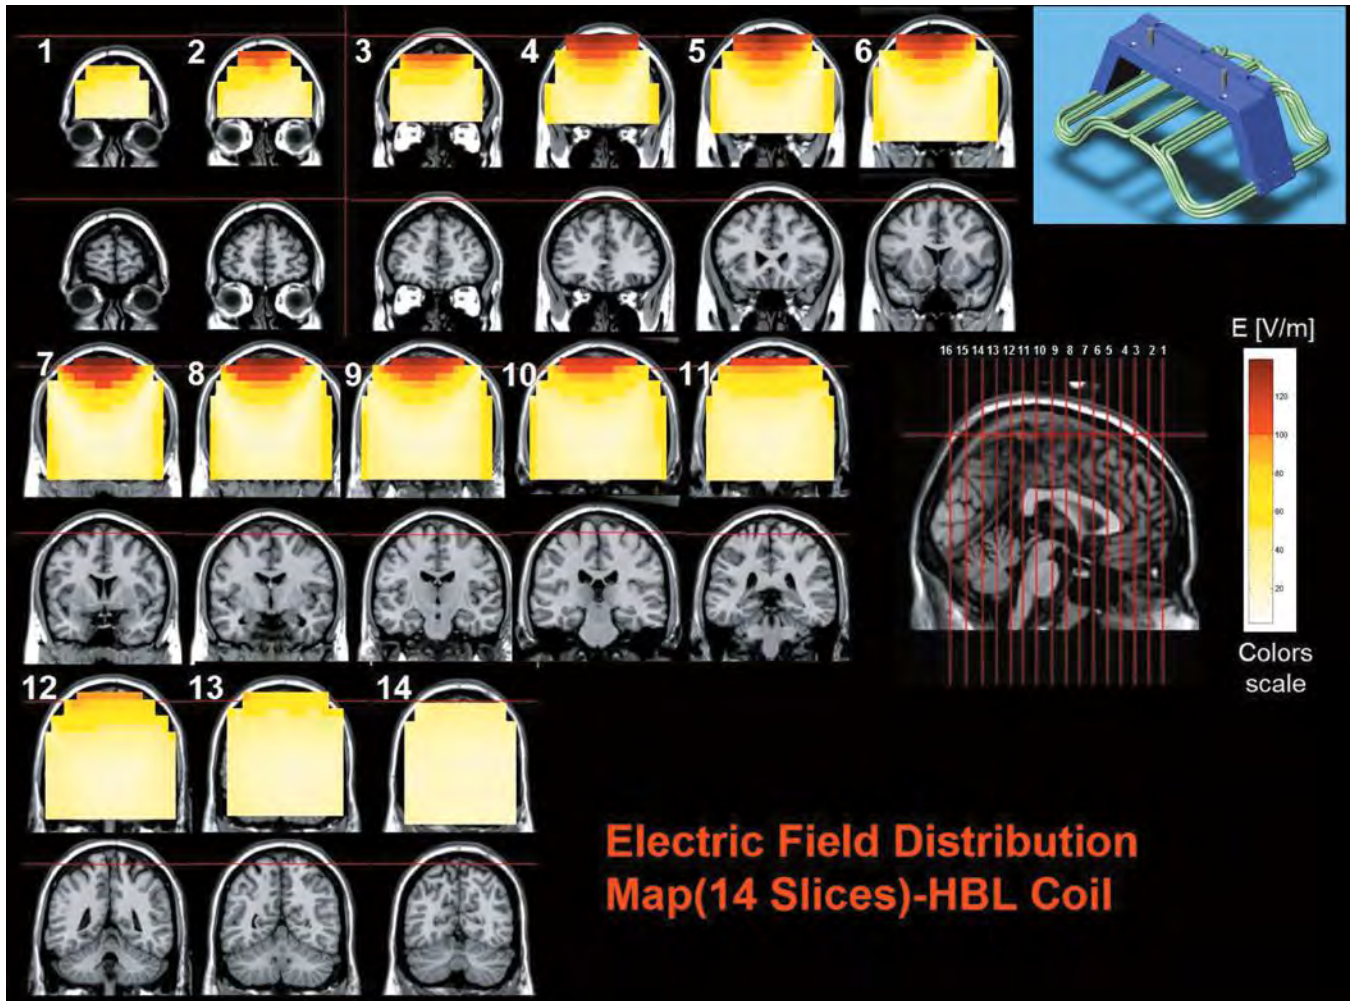 1 2 3 4 5 6
7 8 9 10 11
12 13 14
16 15 14 13 12 11 10 9 8 7 6 5 4 3 2 1
E [V/m]
120
100
80
60
40
20
Colors
scale
Electric Field Distribution
Map(14 Slices)-HBL Coil